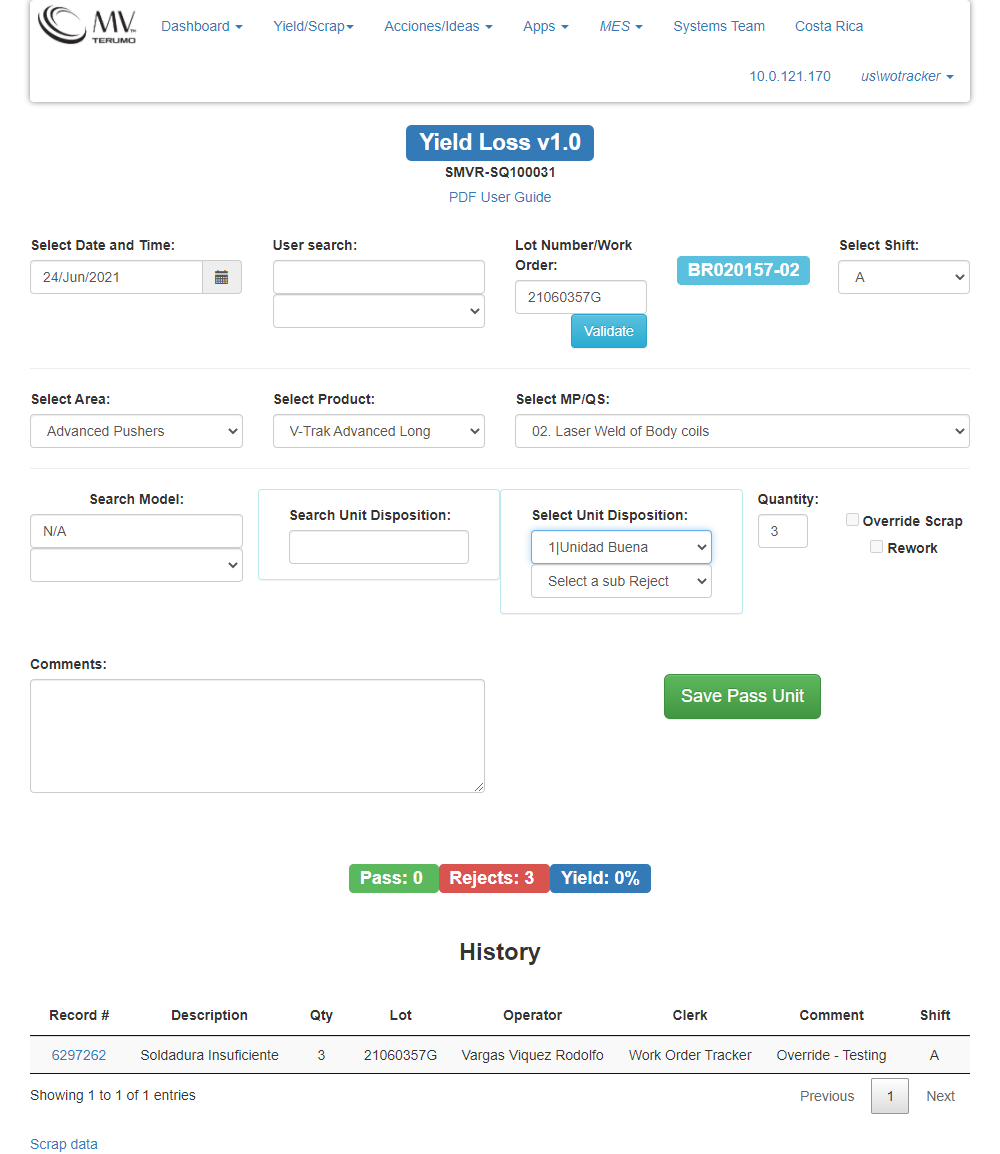 MV™ Dashboard Yield/Scrap Acciones/Ideas Apps MES Systems Team Costa Rica
TERUMO
10.0.121.170 us\wotracker
Yield Loss v1.0
SMVR-SQ100031
PDF User Guide
Select Date and Time: User search: Lot Number/Work Order: Select Shift:
24/Jun/2021 21060357G BR020157-02 A
Validate
Select Area: Select Product: Select MP/QS:
Advanced Pushers V-Trak Advanced Long 02. Laser Weld of Body coils
Search Model: Search Unit Disposition: Select Unit Disposition: Quantity:
N/A 1|Unidad Buena 3 Override Scrap
Select a sub Reject Rework
Comments:
Save Pass Unit
Pass: 0 Rejects: 3 Yield: 0%
History
Record # Description Qty Lot Operator Clerk Comment Shift
6297262 Soldadura Insuficiente 3 21060357G Vargas Viquez Rodolfo Work Order Tracker Override - Testing A
Showing 1 to 1 of 1 entries Previous 1 Next
Scrap data